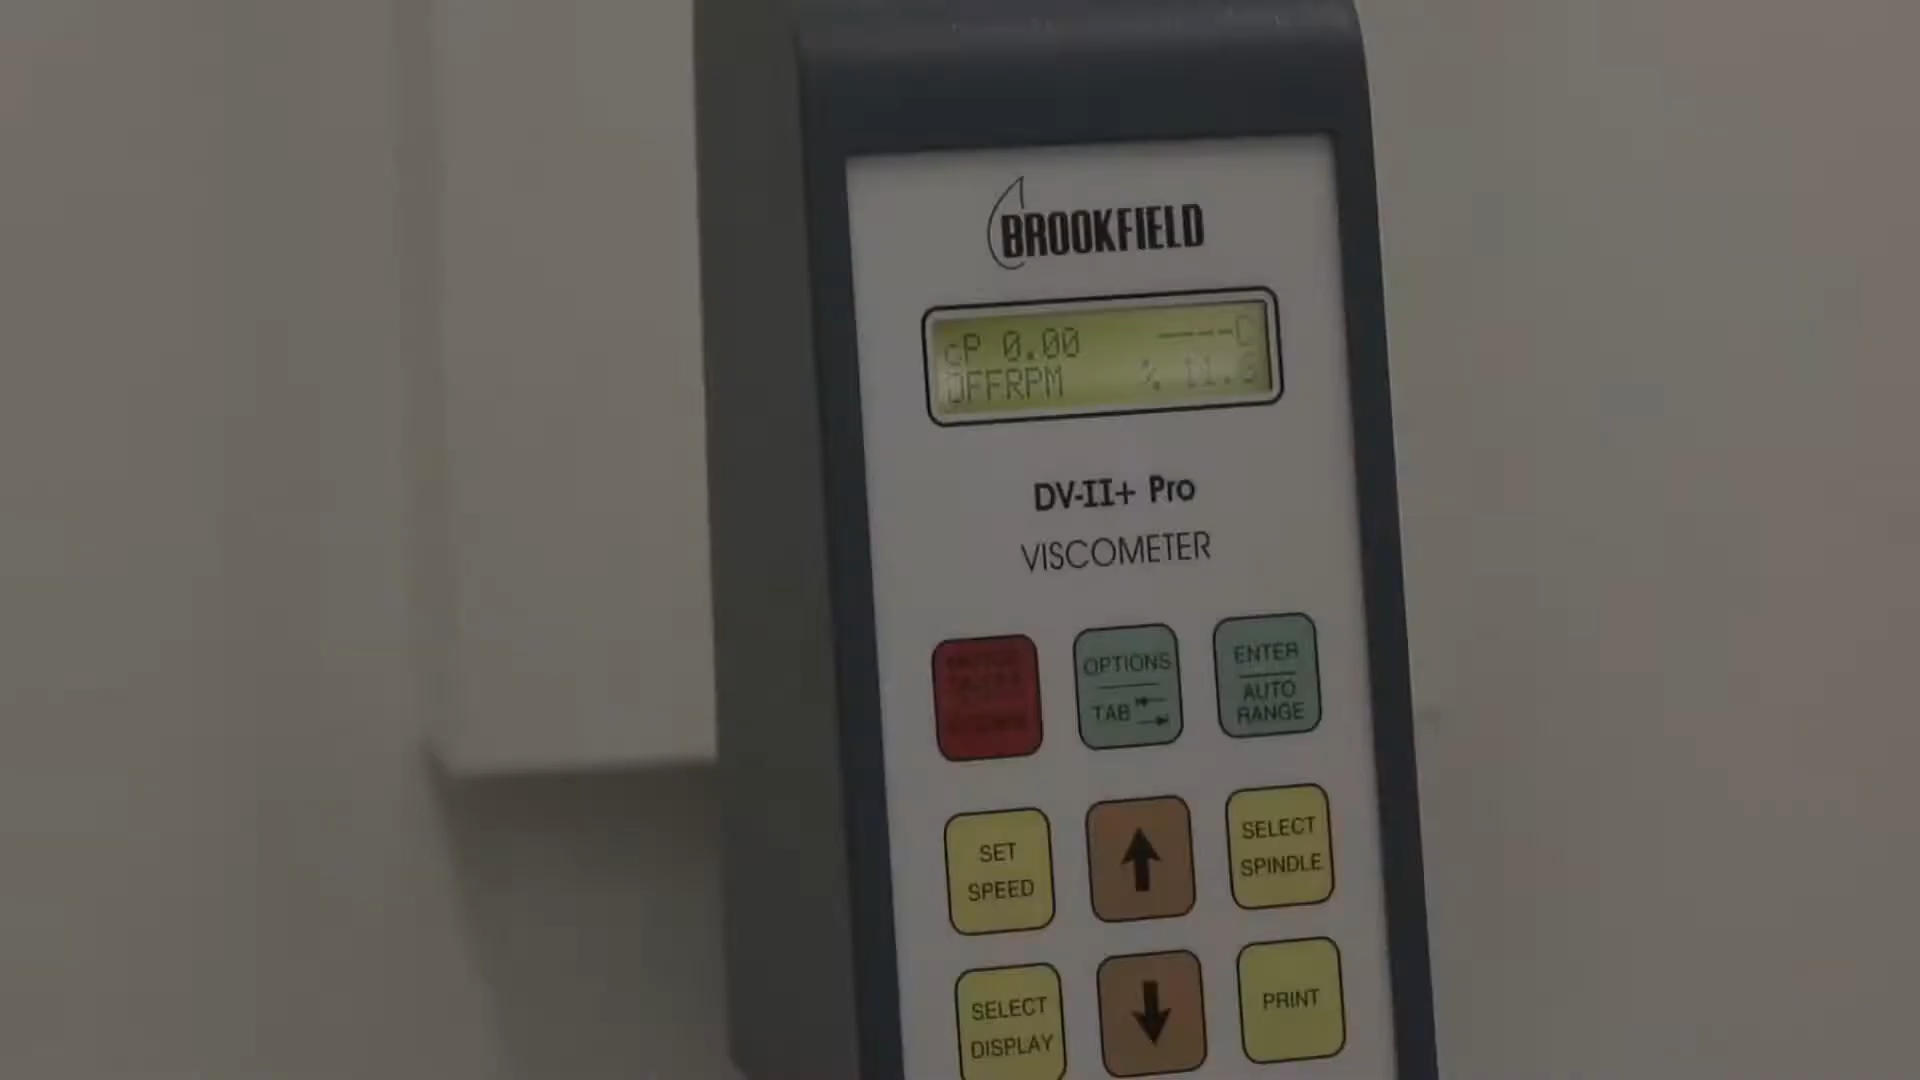 BROOKFIELD
cP 0.00 ----C
OFFRPM %
DV-II+ Pro
VISCOMETER
OPTIONS
TAB
ENTER
AUTO
RANGE
SET
SPEED
SELECT
SPINDLE
SELECT
DISPLAY
PRINT